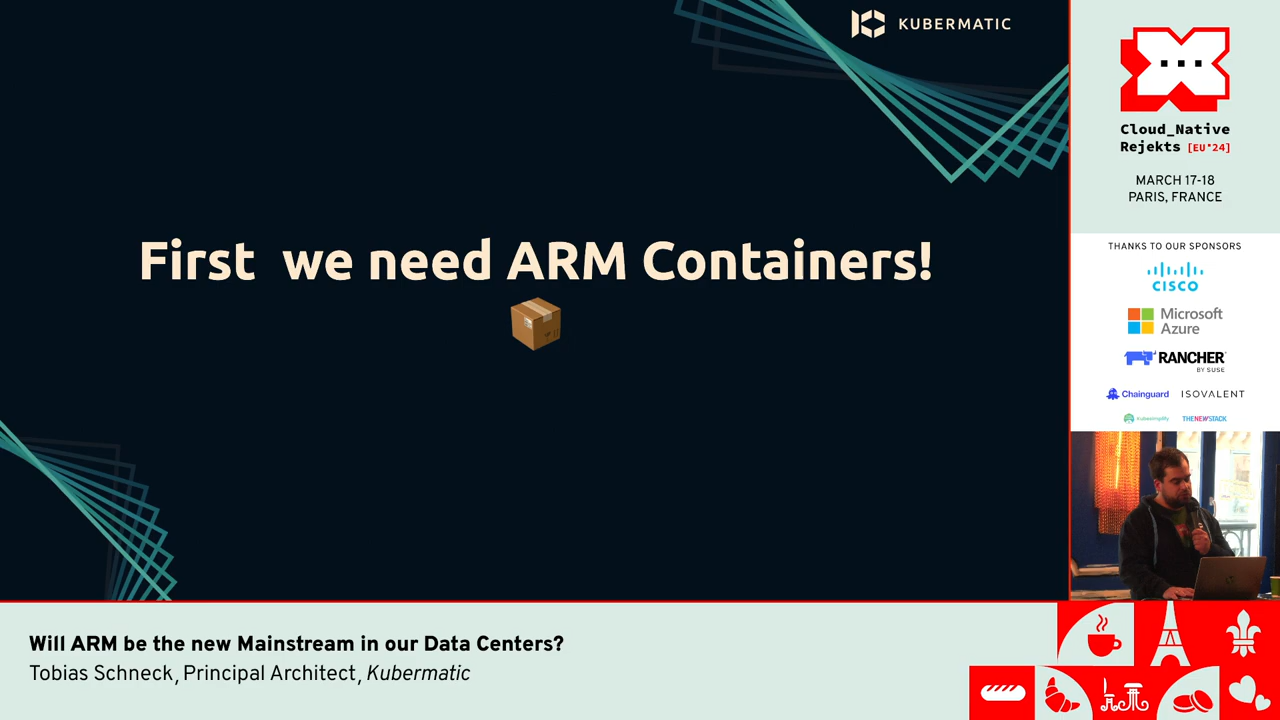 KUBERMATIC
First  we need ARM Containers!
Cloud_Native
Rejekts [EU'24]
MARCH 17-18
PARIS, FRANCE
THANKS TO OUR SPONSORS
CISCO
Microsoft
Azure
RANCHER
BY SUSE
Chainguard ISOVALENT
Kubesimplify THENEWSTACK
Will ARM be the new Mainstream in our Data Centers?
Tobias Schneck, Principal Architect, Kubermatic